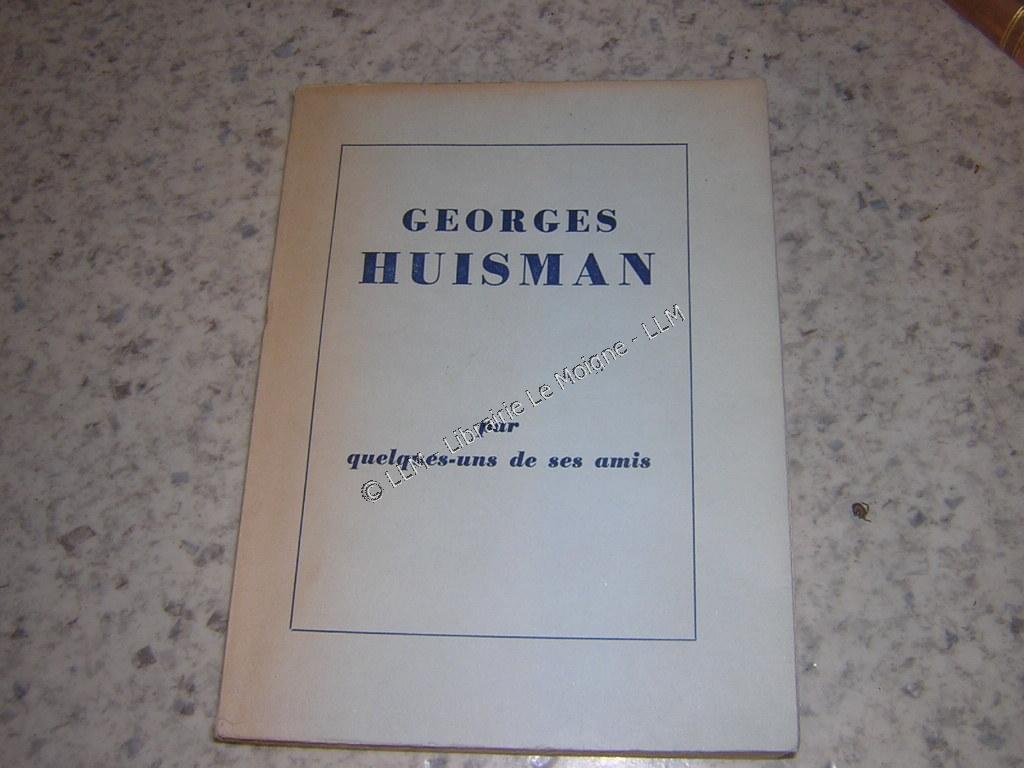 GEORGES
HUISMAN
par
quelques-uns de ses amis
© LLM - Librairie Le Moigne - LLM